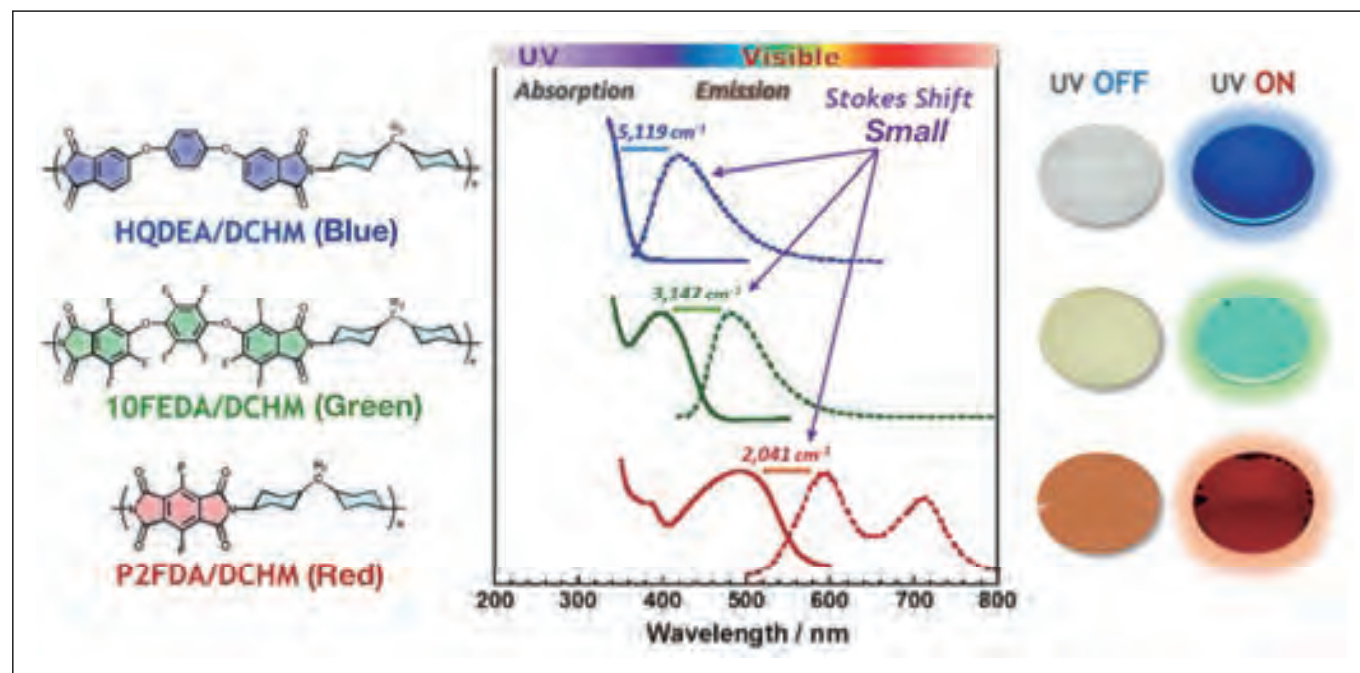 UV
Visible
Absorption
Emission
Stokes Shift
Small
5,119 cm⁻¹
3,147 cm⁻¹
2,041 cm⁻¹
HQDEA/DCHM (Blue)
10FEDA/DCHM (Green)
P2FDA/DCHM (Red)
200 300 400 500 600 700 800
Wavelength / nm
UV OFF
UV ON